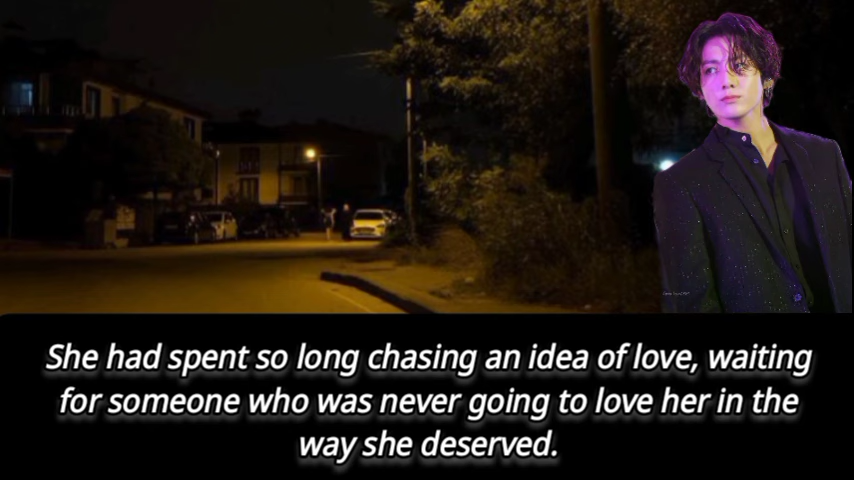 She had spent so long chasing an idea of love, waiting
for someone who was never going to love her in the
way she deserved.